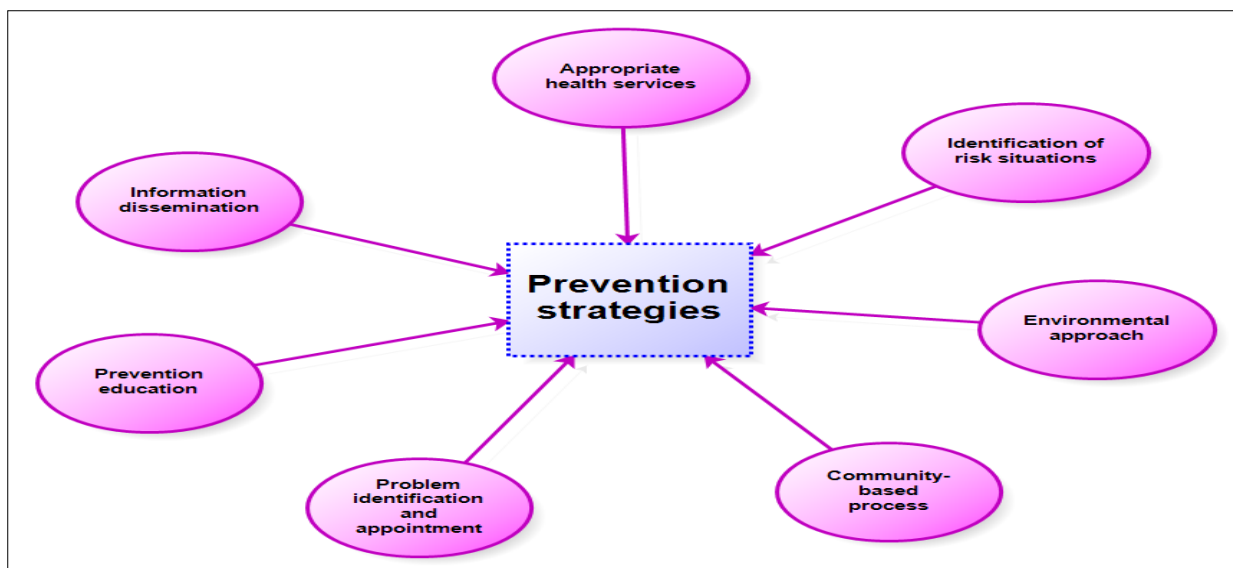 Appropriate
health services
Identification of
risk situations
Information
dissemination
Prevention
strategies
Environmental
approach
Prevention
education
Community-
based
process
Problem
identification
and
appointment